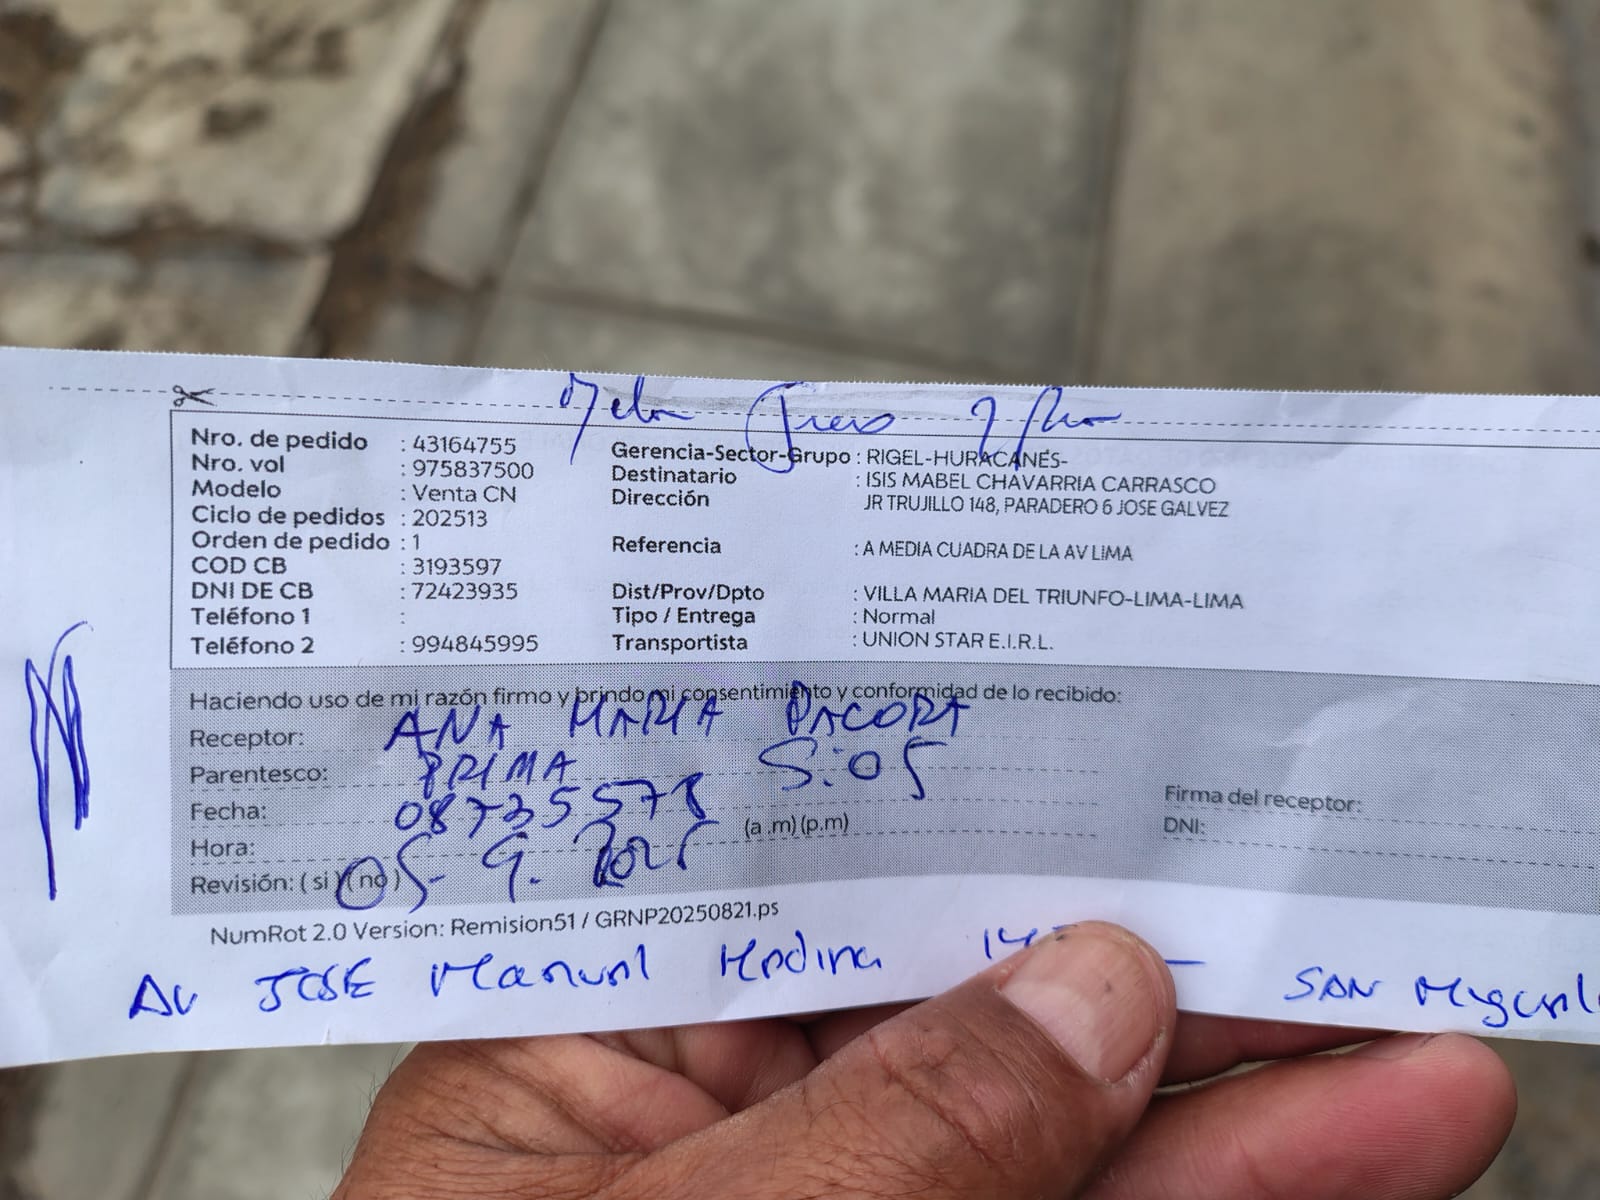 Nro. de pedido : 43164755
Nro. vol : 975837500
Modelo : Venta CN
Ciclo de pedidos : 202513
Orden de pedido : 1
COD CB : 3193597
DNI DE CB : 72423935
Teléfono 1 :
Teléfono 2 : 994845995
Gerencia-Sector-Grupo : RIGEL-HURACANES-
Destinatario : ISIS MABEL CHAVARRIA CARRASCO
Dirección JR TRUJILLO 148, PARADERO 6 JOSE GALVEZ
Referencia : A MEDIA CUADRA DE LA AV LIMA
Dist/Prov/Dpto : VILLA MARIA DEL TRIUNFO-LIMA-LIMA
Tipo / Entrega : Normal
Transportista : UNION STAR E.I.R.L.
Haciendo uso de mi razón firmo y brindo mi consentimiento y conformidad de lo recibido:
Receptor: ANA MARIA PACORA
Parentesco: PRIMA 5:05
Fecha:
Hora: (a .m) (p.m)
Revisión: ( si ) ( no ) 05- 9. 2025
Firma del receptor:
DNI:
NumRot 2.0 Version: Remision51 / GRNP20250821.ps
AV JOSE Manuel Medina SAN Miguel